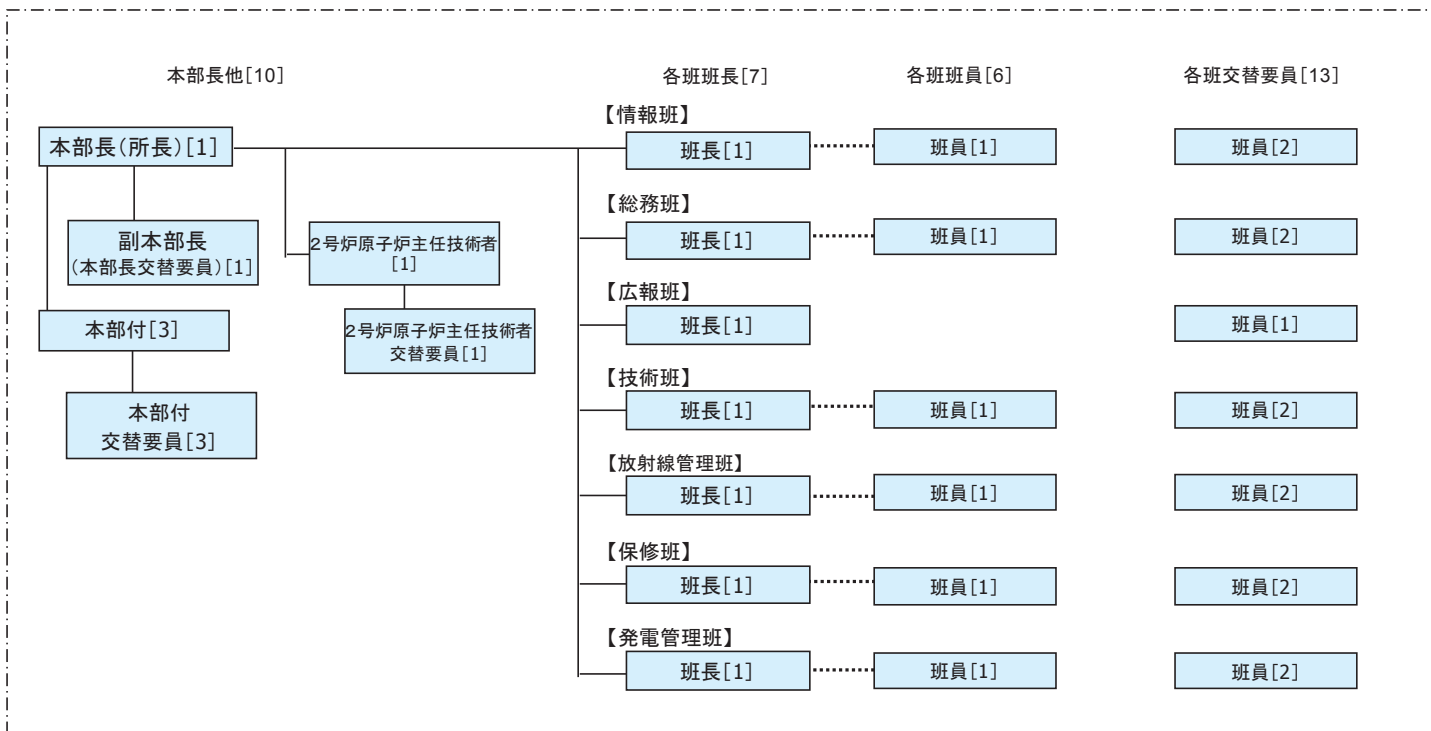 本部長他[10]
各班班長[7]
各班班員[6]
各班交替要員[13]
本部長(所長)[1]
副本部長
(本部長交替要員)[1]
本部付[3]
本部付
交替要員[3]
2号炉原子炉主任技術者
[1]
2号炉原子炉主任技術者
交替要員[1]
【情報班】
班長[1]
班員[1]
班員[2]
【総務班】
班長[1]
班員[1]
班員[2]
【広報班】
班長[1]
班員[1]
【技術班】
班長[1]
班員[1]
班員[2]
【放射線管理班】
班長[1]
班員[1]
班員[2]
【保修班】
班長[1]
班員[1]
班員[2]
【発電管理班】
班長[1]
班員[1]
班員[2]